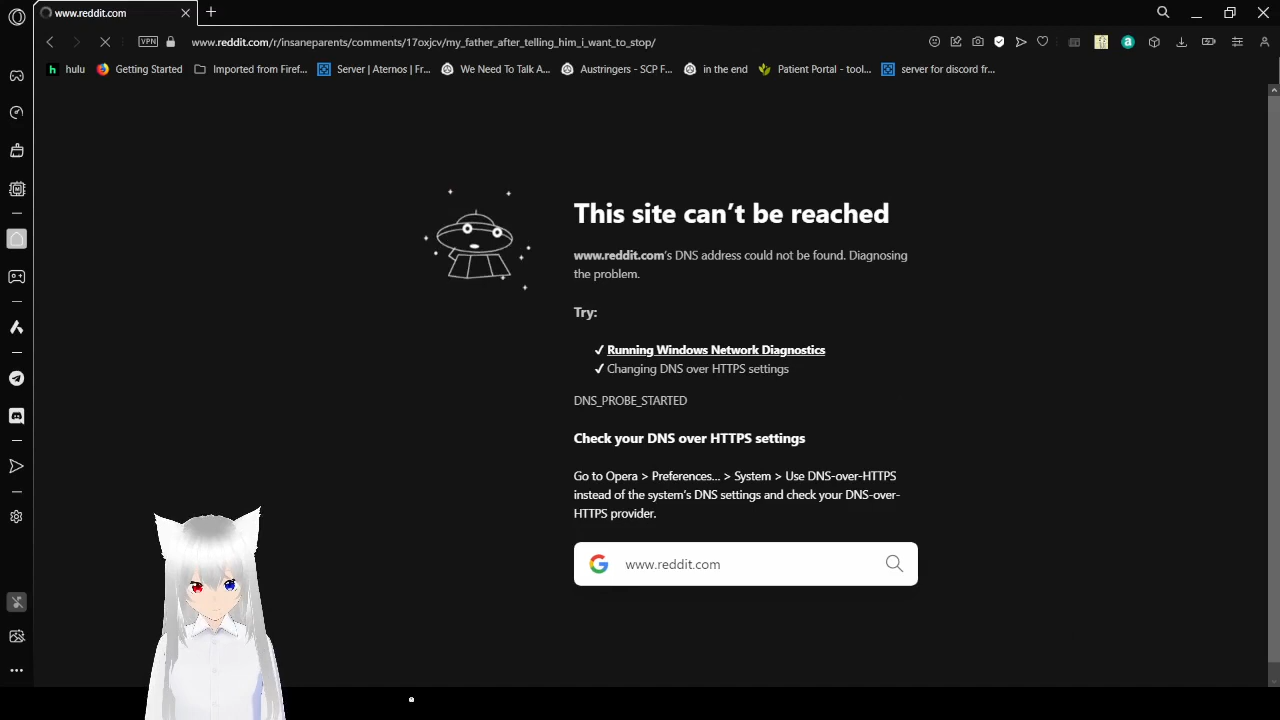 www.reddit.com
VPN
www.reddit.com/r/insaneparents/comments/17oxjcv/my_father_after_telling_him_i_want_to_stop/
hulu
Getting Started
Imported from Firef...
Server | Aternos | Fr...
We Need To Talk A...
Austringers - SCP F...
in the end
Patient Portal - tool...
server for discord fr...
This site can't be reached
www.reddit.com's DNS address could not be found. Diagnosing
the problem.
Try:
Running Windows Network Diagnostics
Changing DNS over HTTPS settings
DNS_PROBE_STARTED
Check your DNS over HTTPS settings
Go to Opera > Preferences... > System > Use DNS-over-HTTPS
instead of the system's DNS settings and check your DNS-over-
HTTPS provider.
www.reddit.com